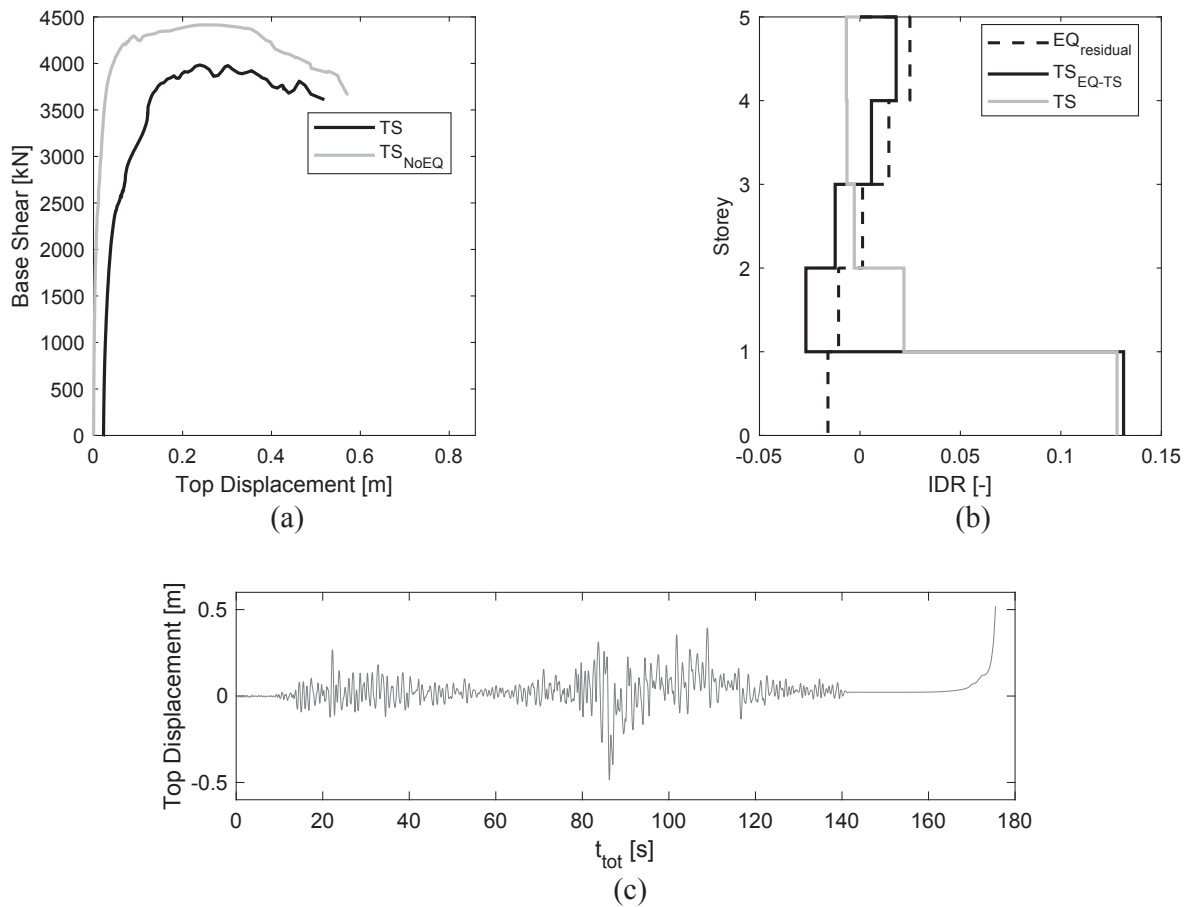 4500
4000
3500
3000
2500
2000
1500
1000
500
0
Base Shear [kN]
0 0.2 0.4 0.6 0.8
Top Displacement [m]
TS
TS_NoEQ
(a)
5
4
3
2
1
0
Storey
-0.05 0 0.05 0.1 0.15
IDR [-]
EQ_residual
TS_EQ-TS
TS
(b)
0.5
0
-0.5
Top Displacement [m]
0 20 40 60 80 100 120 140 160 180
t_tot [s]
(c)